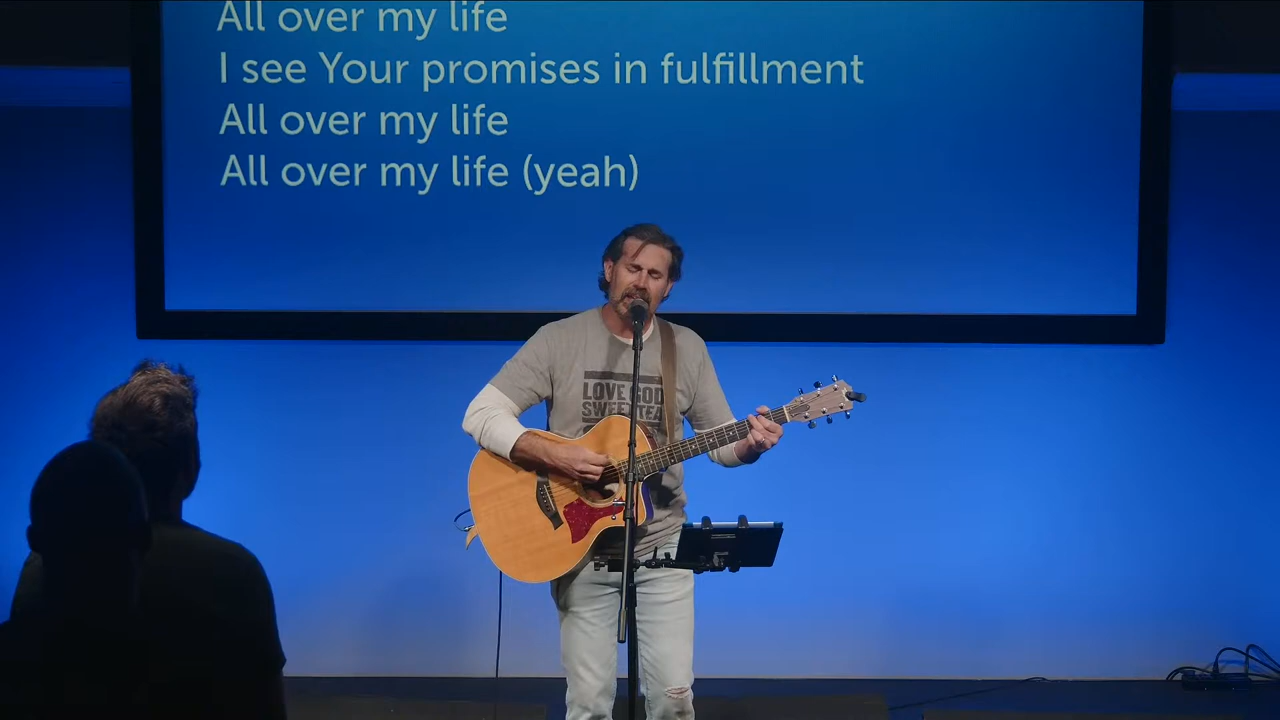 All over my life
I see Your promises in fulfillment
All over my life
All over my life (yeah)
LOVE GOD
SWEET TEA